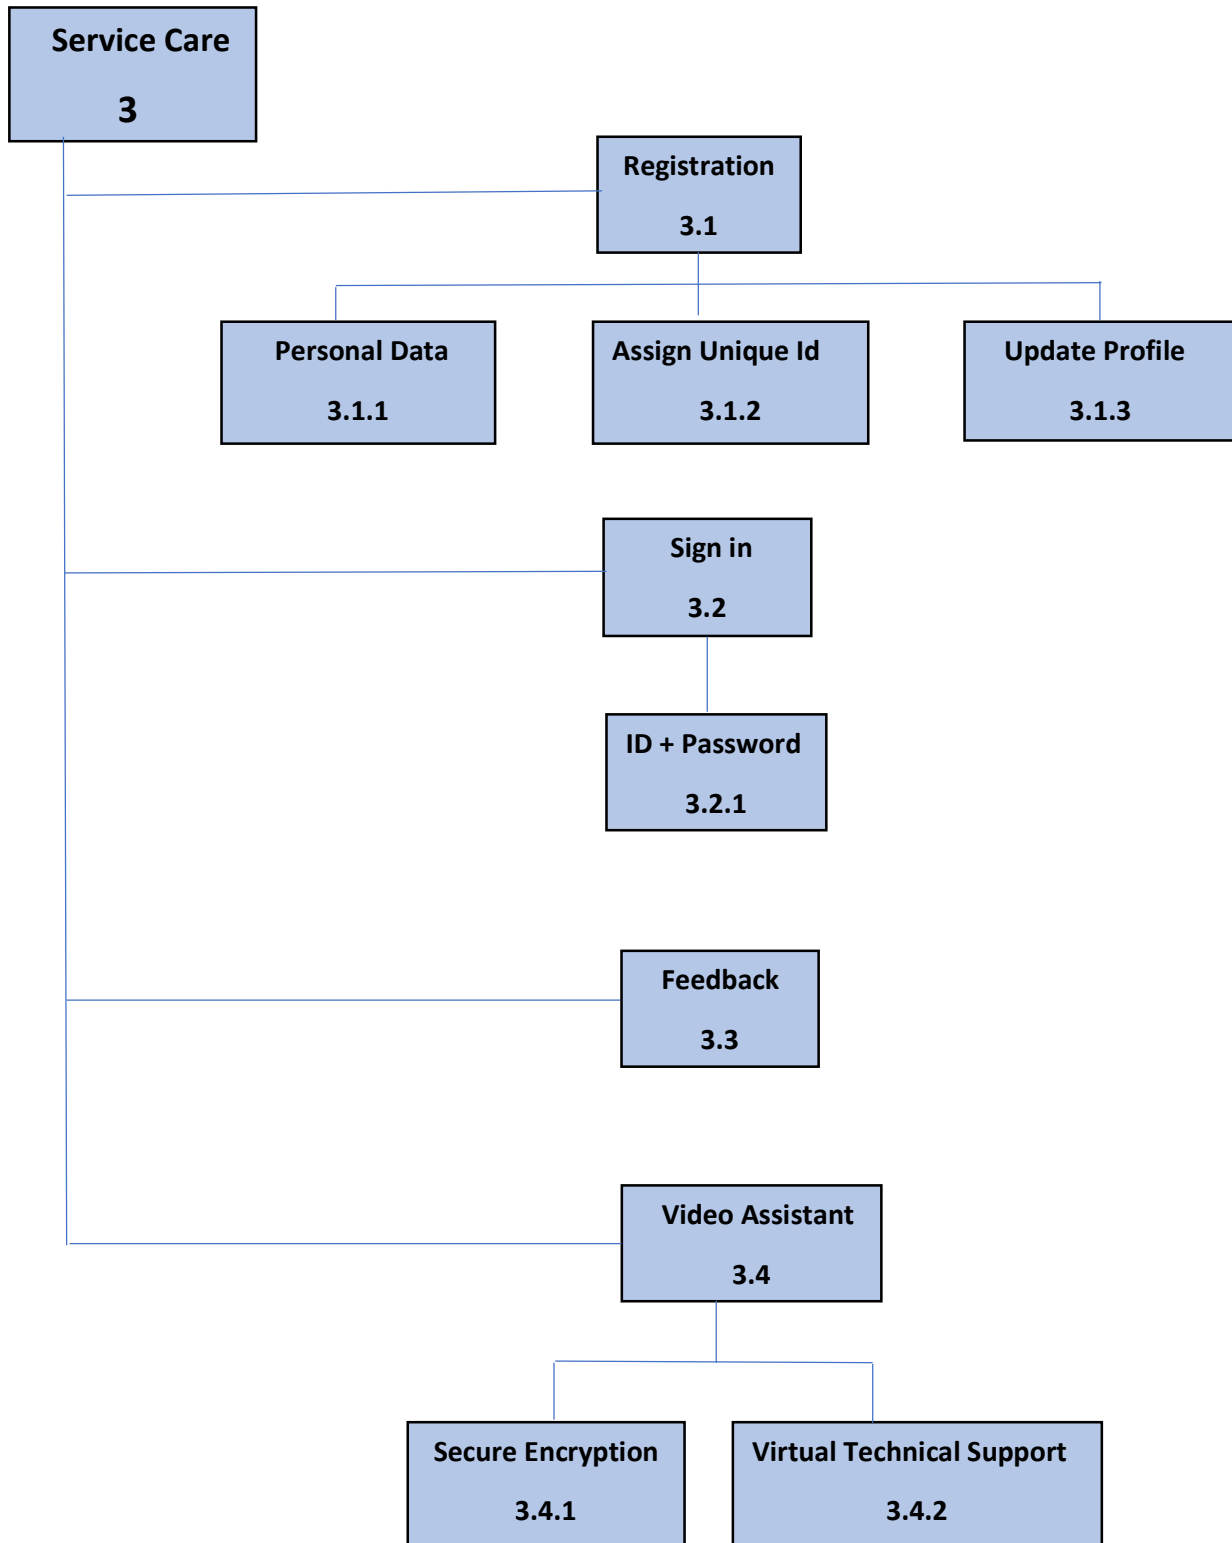 Service Care
3
Registration
3.1
Personal Data
3.1.1
Assign Unique Id
3.1.2
Update Profile
3.1.3
Sign in
3.2
ID + Password
3.2.1
Feedback
3.3
Video Assistant
3.4
Secure Encryption
3.4.1
Virtual Technical Support
3.4.2